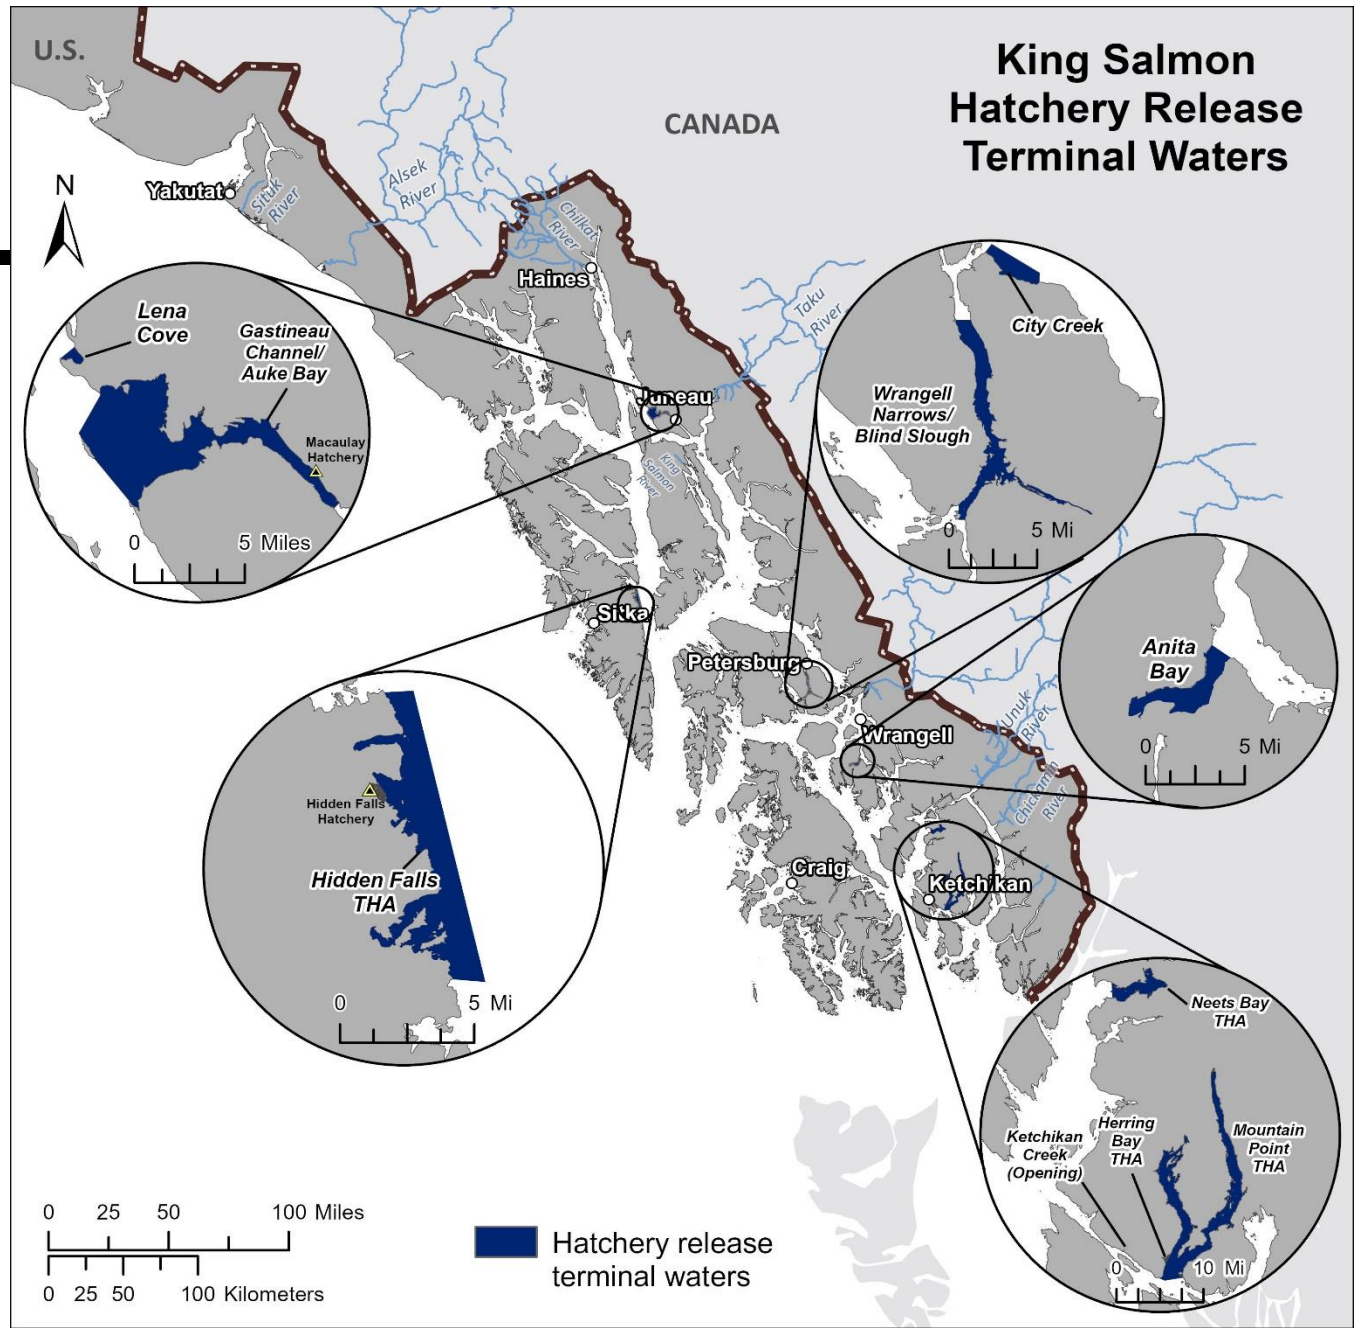 U.S.
King Salmon
Hatchery Release
Terminal Waters
CANADA
N
Yakutat
Situk
River
Alsek
River
Chilkat
River
Haines
Taku
River
Juneau
King
Salmon
River
Lena
Cove
Gastineau
Channel/
Auke Bay
Macaulay
Hatchery
0 5 Miles
City Creek
Wrangell
Narrows/
Blind Slough
0 5 Mi
Anita
Bay
0 5 Mi
Sitka
Petersburg
Wrangell
Unuk
River
Chickamin
River
Craig
Ketchikan
Hidden Falls
Hatchery
Hidden Falls
THA
0 5 Mi
Neets Bay
THA
Ketchikan
Creek
(Opening)
Herring
Bay
THA
Mountain
Point
THA
0 10 Mi
0 25 50 100 Miles
0 25 50 100 Kilometers
Hatchery release
terminal waters